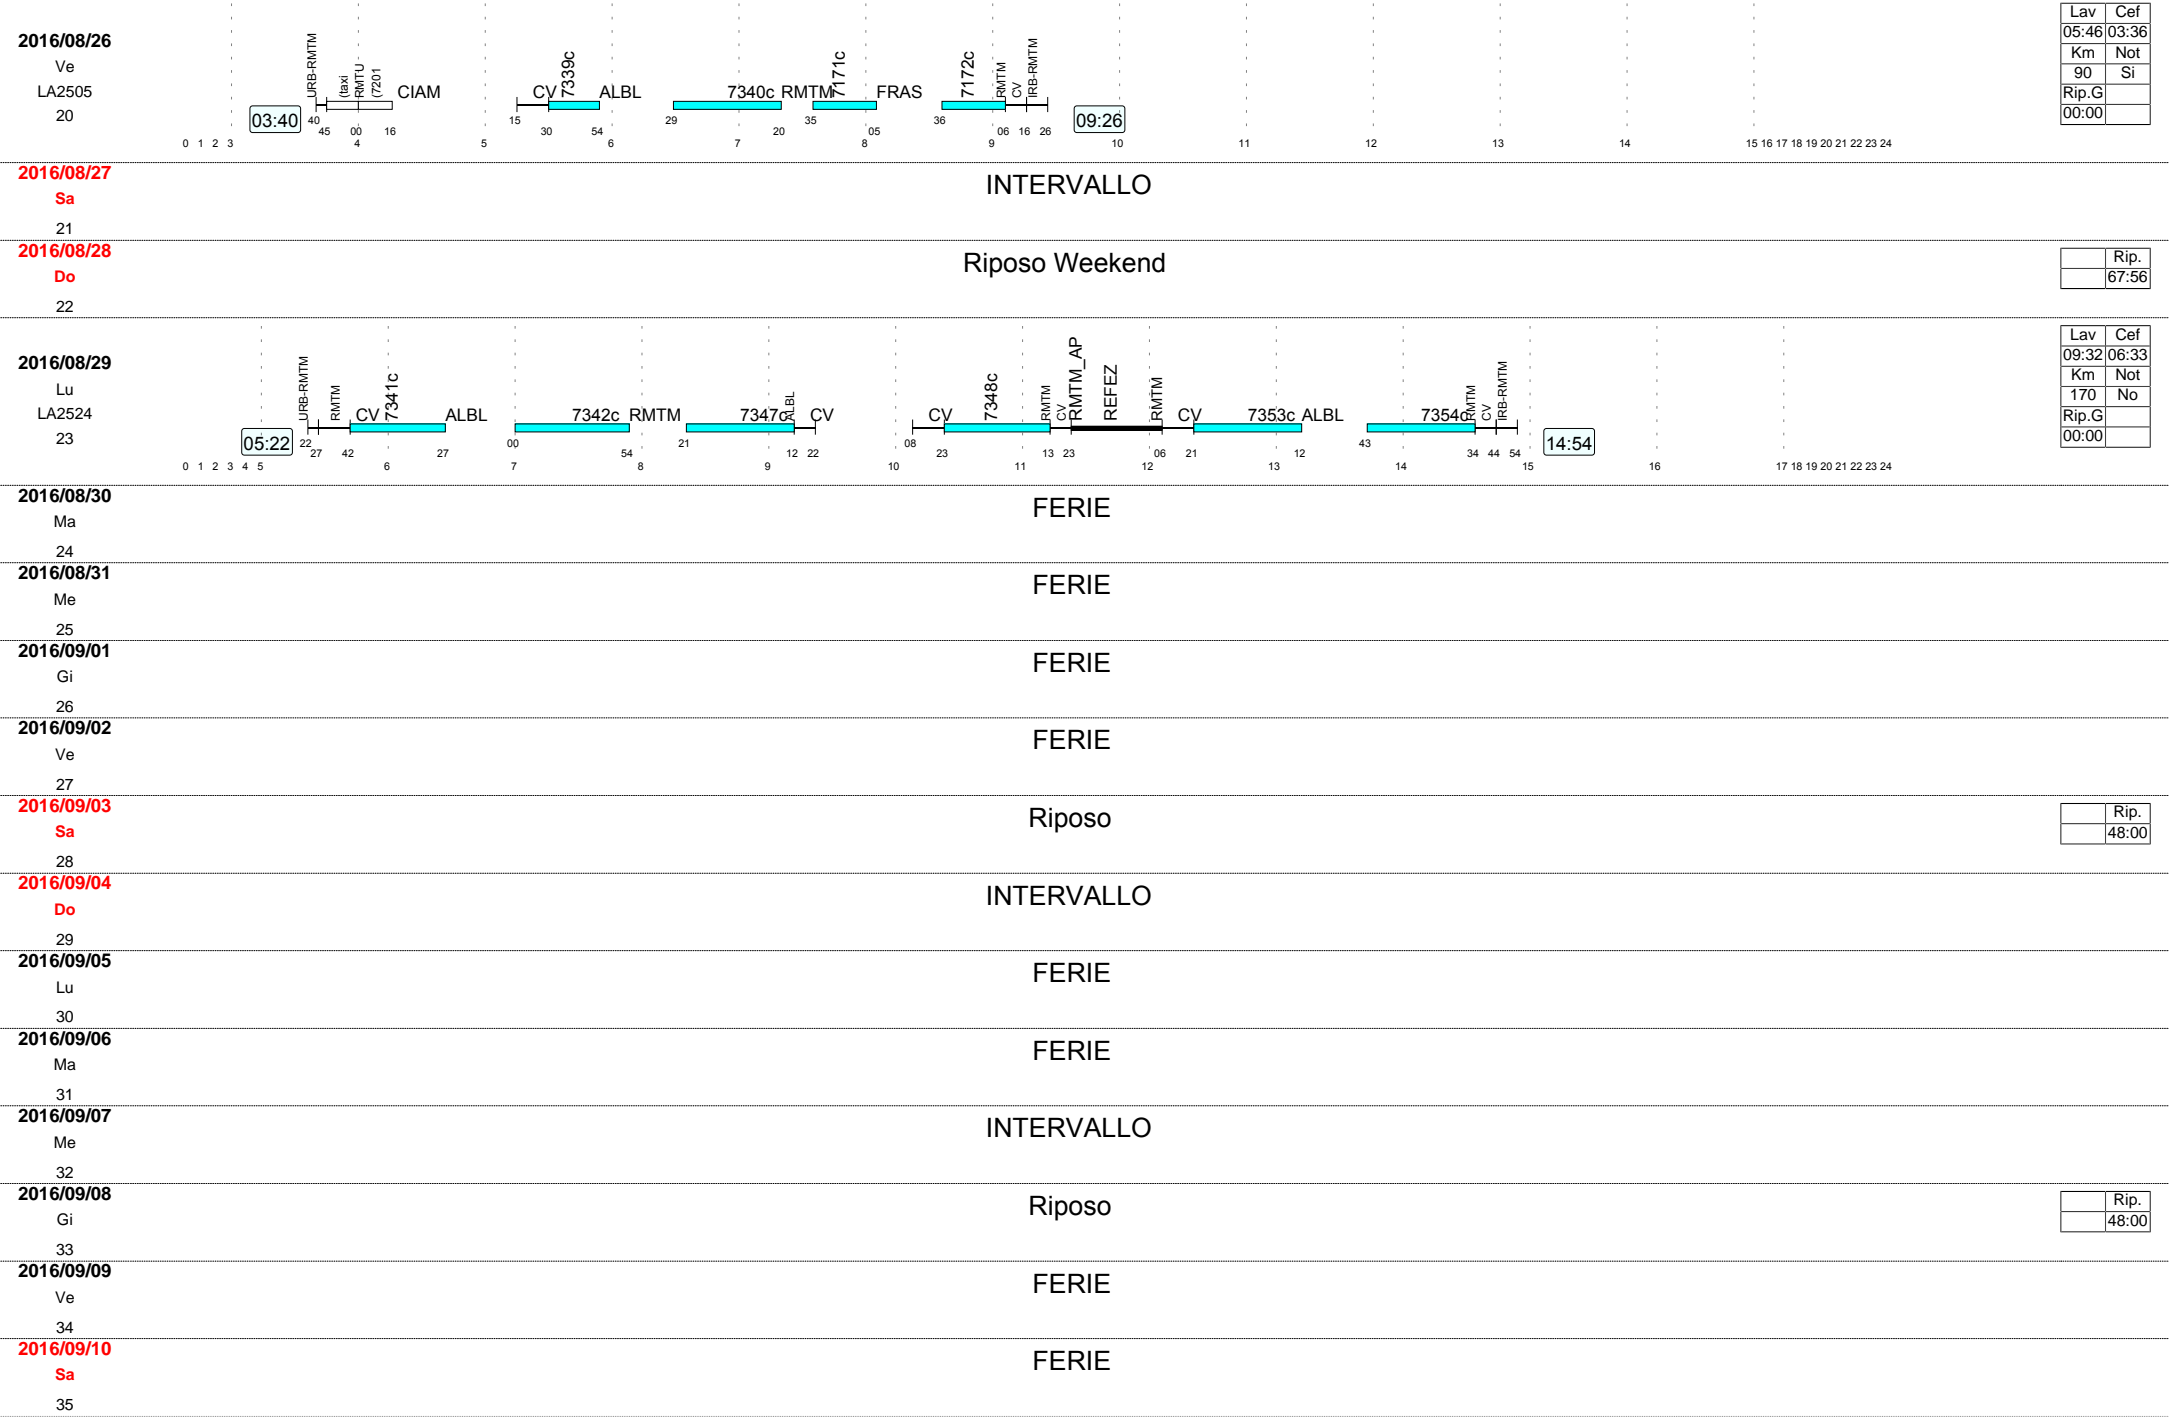 2016/08/26
Ve
LA2505
20
03:40
URB-RMTM
(taxi
RMTU
(7201
CIAM
CV
7339c
ALBL
7340c
RMTM
7171c
FRAS
7172c
RMTM
CV
IRB-RMTM
09:26
40 45 00 16 15 30 54 29 20 35 05 36 06 16 26
0 1 2 3 4 5 6 7 8 9 10 11 12 13 14 15 16 17 18 19 20 21 22 23 24
Lav Cef
05:46 03:36
Km Not
90 Si
Rip.G
00:00
2016/08/27
Sa
21
INTERVALLO
2016/08/28
Do
22
Riposo Weekend
Rip.
67:56
2016/08/29
Lu
LA2524
23
05:22
URB-RMTM
RMTM
CV
7341c
ALBL
7342c
RMTM
7347c
ALBL
CV
CV
7348c
RMTM
CV
RMTM_AP
REFEZ
RMTM
CV
7353c
ALBL
7354c
RMTM
CV
IRB-RMTM
14:54
22 27 42 27 00 54 21 12 22 08 23 13 23 06 21 12 43 34 44 54
0 1 2 3 4 5 6 7 8 9 10 11 12 13 14 15 16 17 18 19 20 21 22 23 24
Lav Cef
09:32 06:33
Km Not
170 No
Rip.G
00:00
2016/08/30
Ma
24
FERIE
2016/08/31
Me
25
FERIE
2016/09/01
Gi
26
FERIE
2016/09/02
Ve
27
FERIE
2016/09/03
Sa
28
Riposo
Rip.
48:00
2016/09/04
Do
29
INTERVALLO
2016/09/05
Lu
30
FERIE
2016/09/06
Ma
31
FERIE
2016/09/07
Me
32
INTERVALLO
2016/09/08
Gi
33
Riposo
Rip.
48:00
2016/09/09
Ve
34
FERIE
2016/09/10
Sa
35
FERIE